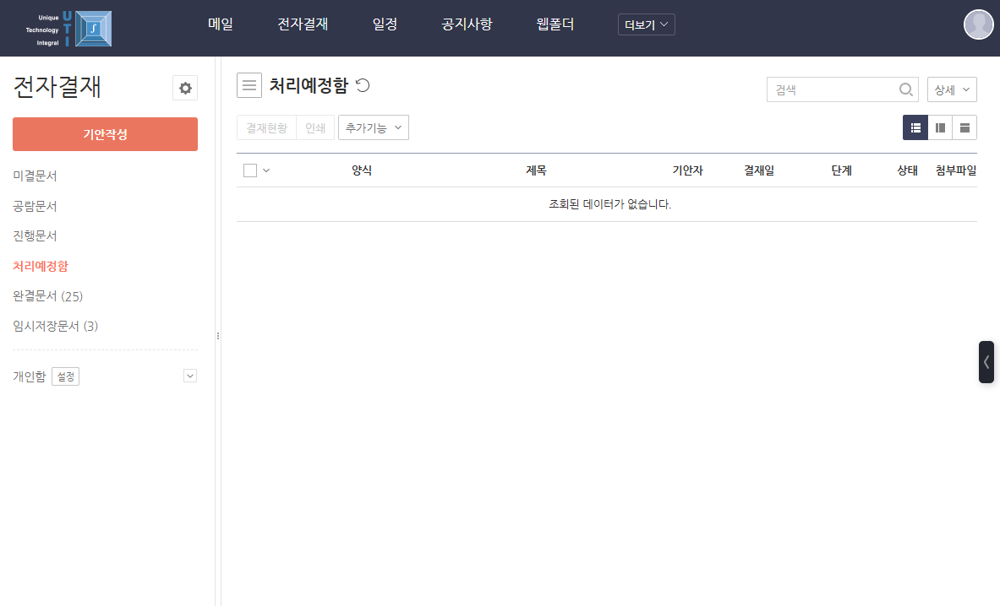 Unique
Technology
Integral
UTI
메일
전자결재
일정
공지사항
웹폴더
더보기
전자결재
기안작성
미결문서
공람문서
진행문서
처리예정함
완결문서 (25)
임시저장문서 (3)
개인함 설정
처리예정함
검색
상세
결재현황 인쇄 추가기능
양식 제목 기안자 결재일 단계 상태 첨부파일
조회된 데이터가 없습니다.